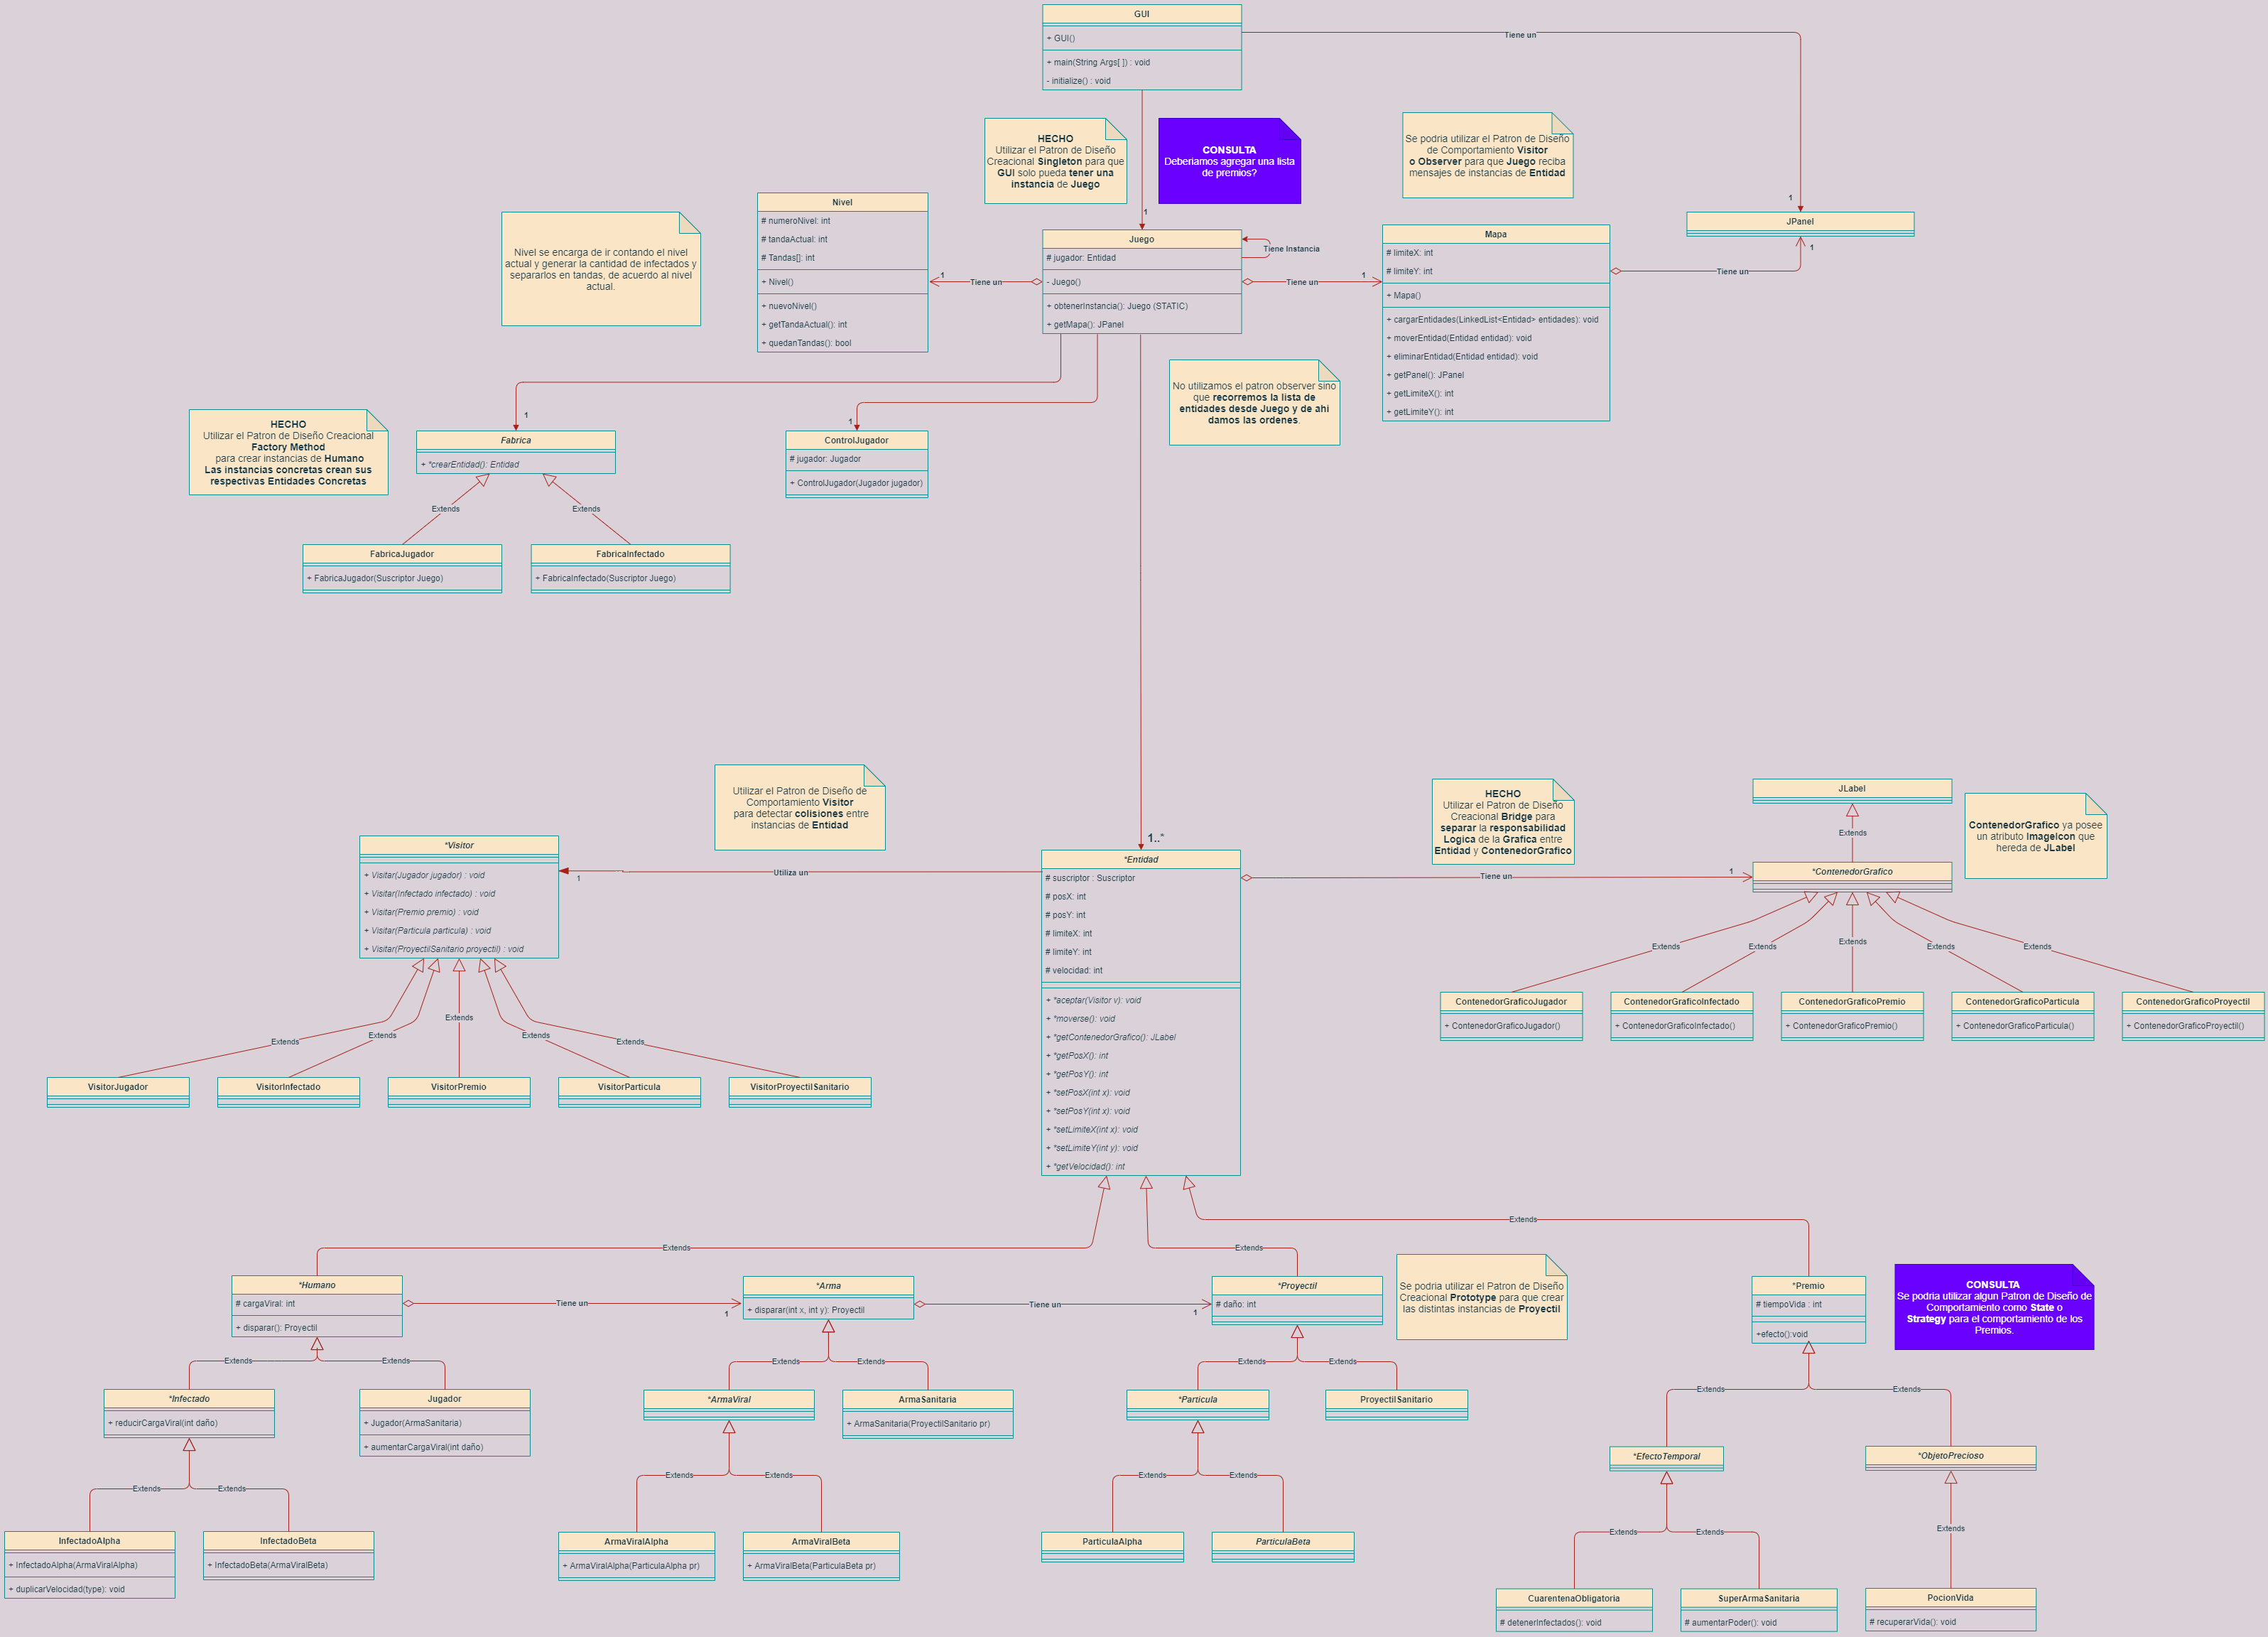 GUI
+ GUI()
+ main(String Args[ ]) : void
- initialize() : void
Tiene un
1
HECHO
Utilizar el Patron de Diseño
Creacional Singleton para que
GUI solo pueda tener una
instancia de Juego
CONSULTA
Deberiamos agregar una lista
de premios?
Se podria utilizar el Patron de Diseño
de Comportamiento Visitor
o Observer para que Juego reciba
mensajes de instancias de Entidad
1
JPanel
1
Nivel
# numeroNivel: int
# tandaActual: int
# Tandas[]: int
+ Nivel()
+ nuevoNivel()
+ getTandaActual(): int
+ quedanTandas(): bool
Nivel se encarga de ir contando el nivel
actual y generar la cantidad de infectados y
separarlos en tandas, de acuerdo al nivel
actual.
1
Tiene un
Juego
# jugador: Entidad
- Juego()
+ obtenerInstancia(): Juego (STATIC)
+ getMapa(): JPanel
Tiene Instancia
Tiene un
1
Mapa
# limiteX: int
# limiteY: int
+ Mapa()
+ cargarEntidades(LinkedList<Entidad> entidades): void
+ moverEntidad(Entidad entidad): void
+ eliminarEntidad(Entidad entidad): void
+ getPanel(): JPanel
+ getLimiteX(): int
+ getLimiteY(): int
Tiene un
No utilizamos el patron observer sino
que recorremos la lista de
entidades desde Juego y de ahi
damos las ordenes.
HECHO
Utilizar el Patron de Diseño Creacional
Factory Method
para crear instancias de Humano
Las instancias concretas crean sus
respectivas Entidades Concretas
1
Fabrica
+ *crearEntidad(): Entidad
1
ControlJugador
# jugador: Jugador
+ ControlJugador(Jugador jugador)
Extends
Extends
FabricaJugador
+ FabricaJugador(Suscriptor Juego)
FabricaInfectado
+ FabricaInfectado(Suscriptor Juego)
Utilizar el Patron de Diseño de
Comportamiento Visitor
para detectar colisiones entre
instancias de Entidad
1..*
HECHO
Utilizar el Patron de Diseño
Creacional Bridge para
separar la responsabilidad
Logica de la Grafica entre
Entidad y ContenedorGrafico
JLabel
Extends
ContenedorGrafico ya posee
un atributo ImageIcon que
hereda de JLabel
*Visitor
+ Visitar(Jugador jugador) : void
+ Visitar(Infectado infectado) : void
+ Visitar(Premio premio) : void
+ Visitar(Particula particula) : void
+ Visitar(ProyectilSanitario proyectil) : void
1
Utiliza un
*Entidad
# suscriptor : Suscriptor
# posX: int
# posY: int
# limiteX: int
# limiteY: int
# velocidad: int
+ *aceptar(Visitor v): void
+ *moverse(): void
+ *getContenedorGrafico(): JLabel
+ *getPosX(): int
+ *getPosY(): int
+ *setPosX(int x): void
+ *setPosY(int x): void
+ *setLimiteX(int x): void
+ *setLimiteY(int y): void
+ *getVelocidad(): int
Tiene un
1
*ContenedorGrafico
Extends
Extends
Extends
Extends
Extends
ContenedorGraficoJugador
+ ContenedorGraficoJugador()
ContenedorGraficoInfectado
+ ContenedorGraficoInfectado()
ContenedorGraficoPremio
+ ContenedorGraficoPremio()
ContenedorGraficoParticula
+ ContenedorGraficoParticula()
ContenedorGraficoProyectil
+ ContenedorGraficoProyectil()
Extends
Extends
Extends
Extends
Extends
VisitorJugador
VisitorInfectado
VisitorPremio
VisitorParticula
VisitorProyectilSanitario
Extends
Extends
Extends
*Humano
# cargaViral: int
+ disparar(): Proyectil
Tiene un
1
*Arma
+ disparar(int x, int y): Proyectil
Tiene un
1
*Proyectil
# daño: int
Se podria utilizar el Patron de Diseño
Creacional Prototype para que crear
las distintas instancias de Proyectil
*Premio
# tiempoVida : int
+efecto():void
CONSULTA
Se podria utilizar algun Patron de Diseño de
Comportamiento como State o
Strategy para el comportamiento de los
Premios.
Extends
Extends
Extends
Extends
Extends
Extends
Extends
Extends
*Infectado
+ reducirCargaViral(int daño)
Jugador
+ Jugador(ArmaSanitaria)
+ aumentarCargaViral(int daño)
*ArmaViral
ArmaSanitaria
+ ArmaSanitaria(ProyectilSanitario pr)
*Particula
ProyectilSanitario
*EfectoTemporal
*ObjetoPrecioso
Extends
Extends
Extends
Extends
Extends
Extends
Extends
Extends
Extends
InfectadoAlpha
+ InfectadoAlpha(ArmaViralAlpha)
+ duplicarVelocidad(type): void
InfectadoBeta
+ InfectadoBeta(ArmaViralBeta)
ArmaViralAlpha
+ ArmaViralAlpha(ParticulaAlpha pr)
ArmaViralBeta
+ ArmaViralBeta(ParticulaBeta pr)
ParticulaAlpha
ParticulaBeta
CuarentenaObligatoria
# detenerInfectados(): void
SuperArmaSanitaria
# aumentarPoder(): void
PocionVida
# recuperarVida(): void